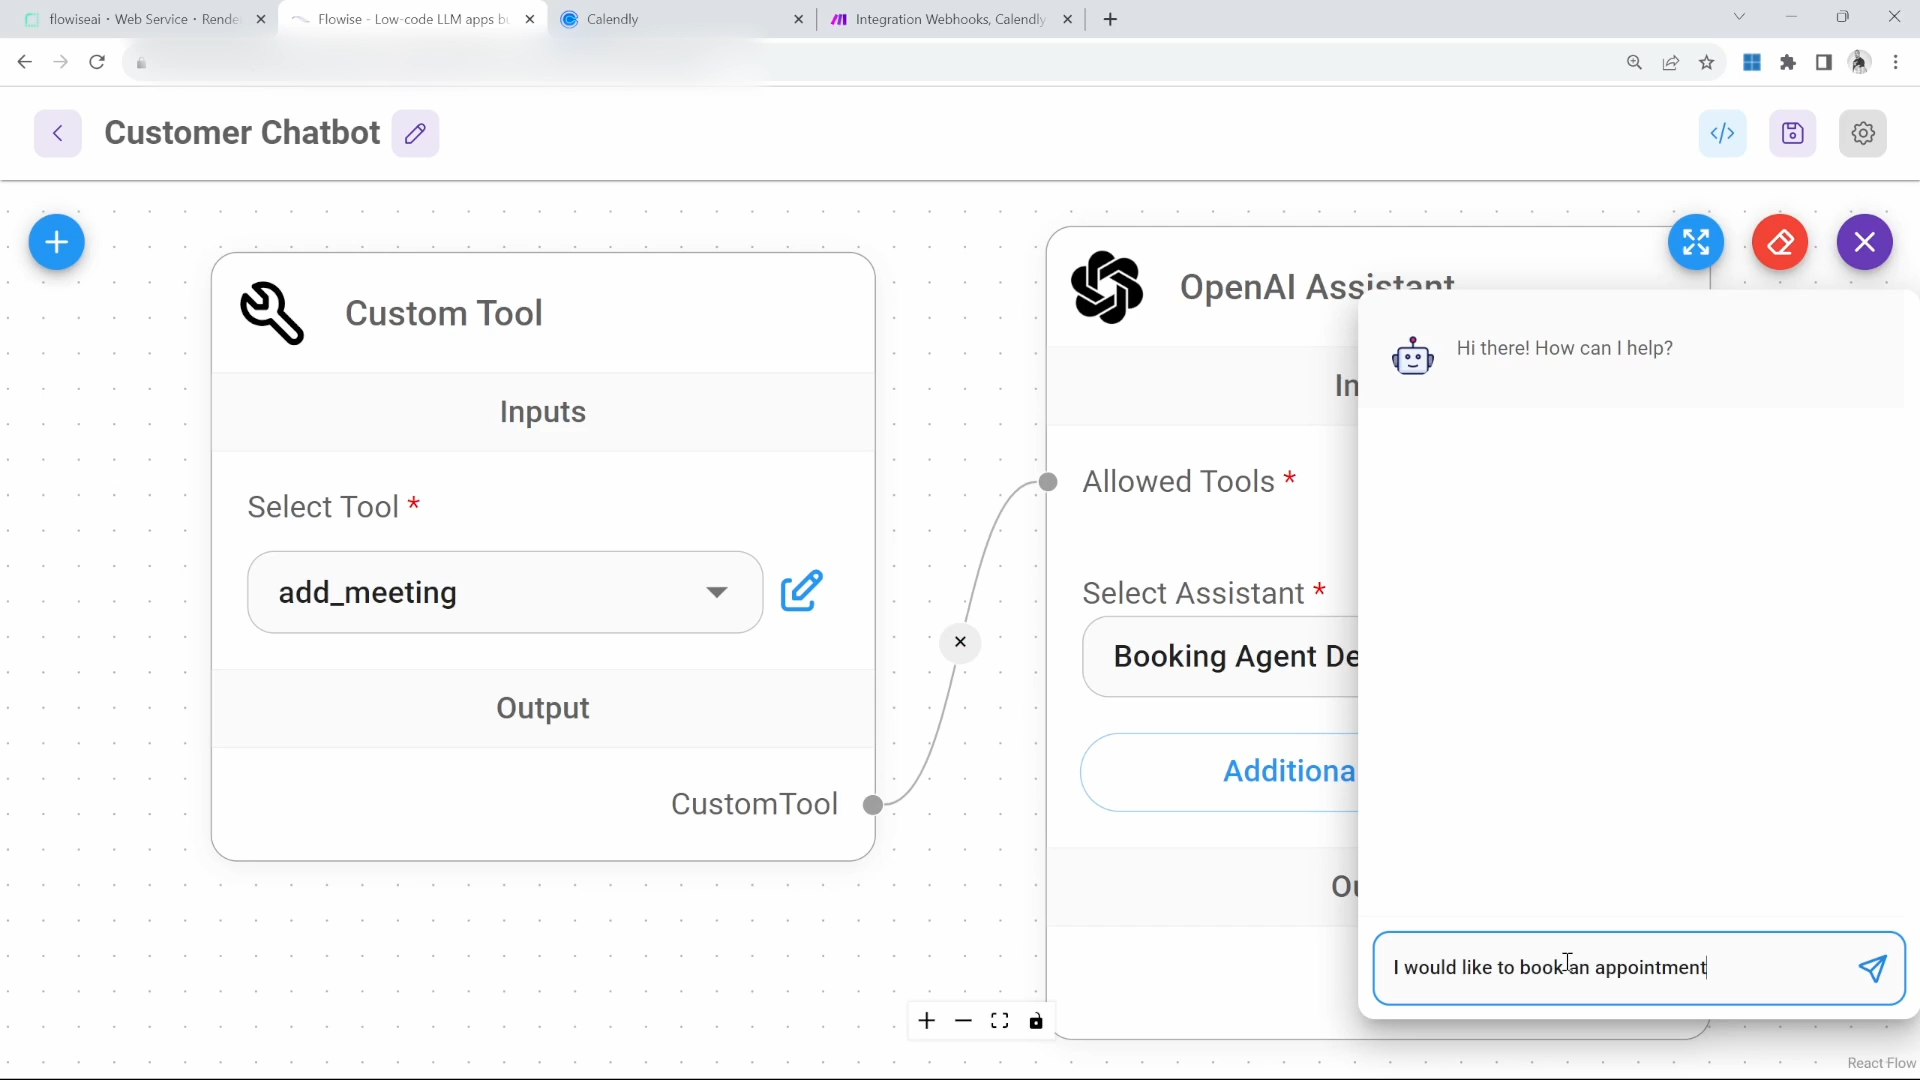 flowiseai · Web Service · Rende
Flowise - Low-code LLM apps bu
Calendly
Integration Webhooks, Calendly
Customer Chatbot
Custom Tool
Inputs
Select Tool *
add_meeting
Output
CustomTool
OpenAI Assistant
In
Allowed Tools *
Select Assistant *
Booking Agent De
Additiona
Ou
Hi there! How can I help?
I would like to book an appointment
React Flow